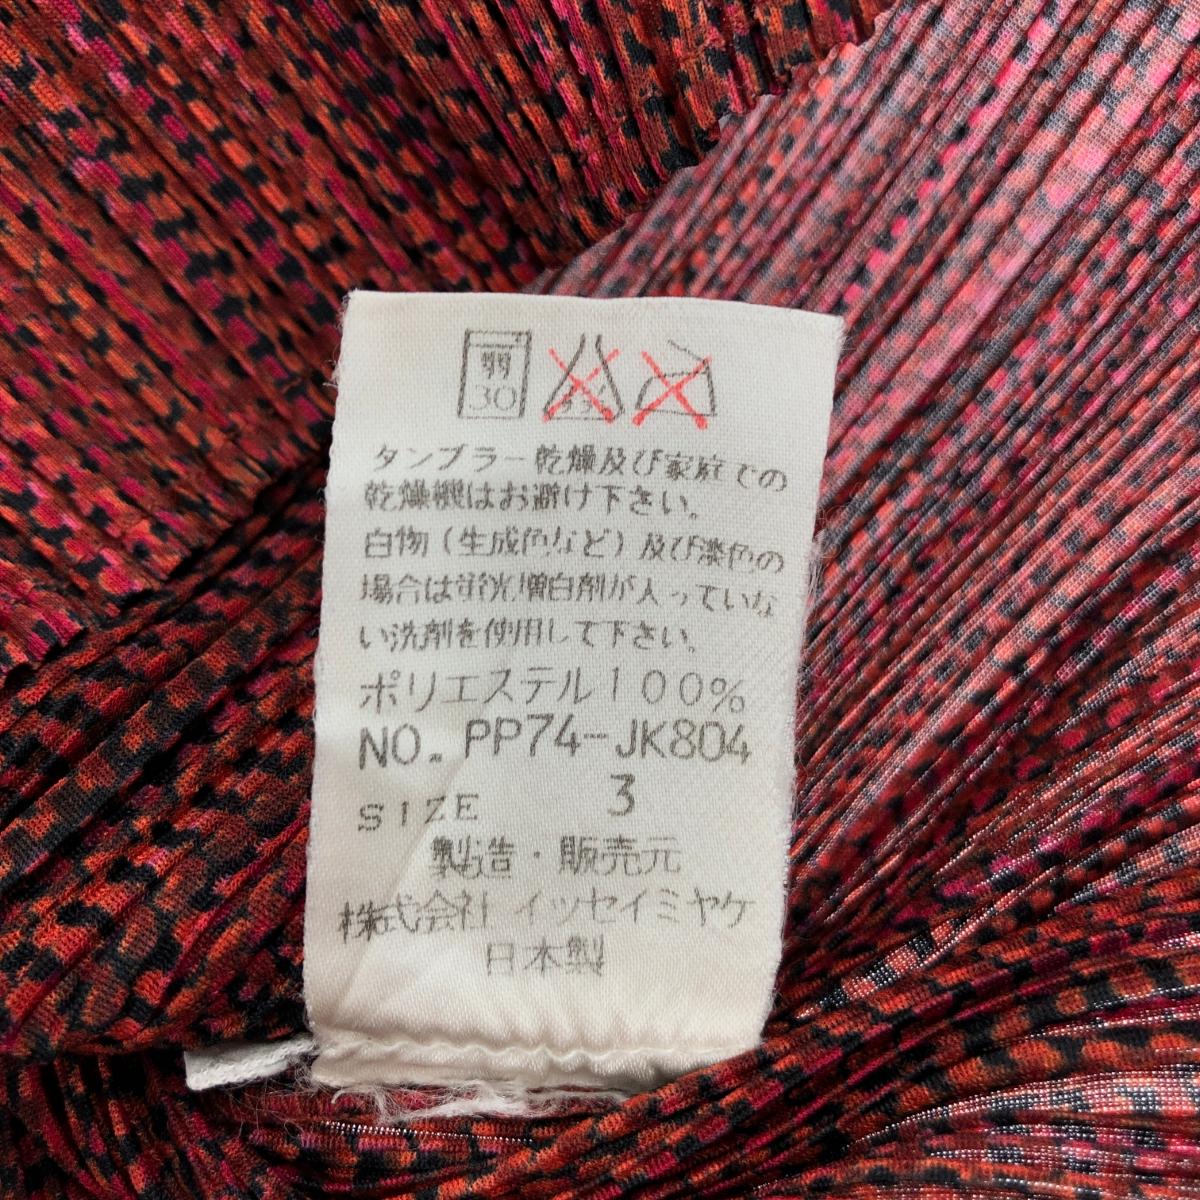 弱
30
タンブラー乾燥及び家庭での
乾燥機はお避け下さい。
白物(生成色など)及び淡色の
場合は蛍光増白剤が入っていな
い洗剤を使用して下さい。
ポリエステル100%
NO. PP74-JK804
SIZE 3
製造・販売元
株式会社 イッセイミヤケ
日本製